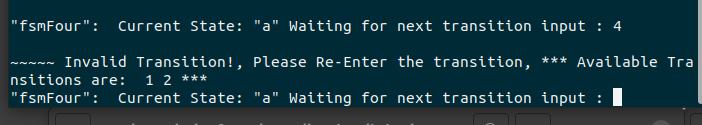 "fsmFour":  Current State: "a" Waiting for next transition input : 4
~~~~~ Invalid Transition!, Please Re-Enter the transition, *** Available Tra
nsitions are:  1 2 ***
"fsmFour":  Current State: "a" Waiting for next transition input :